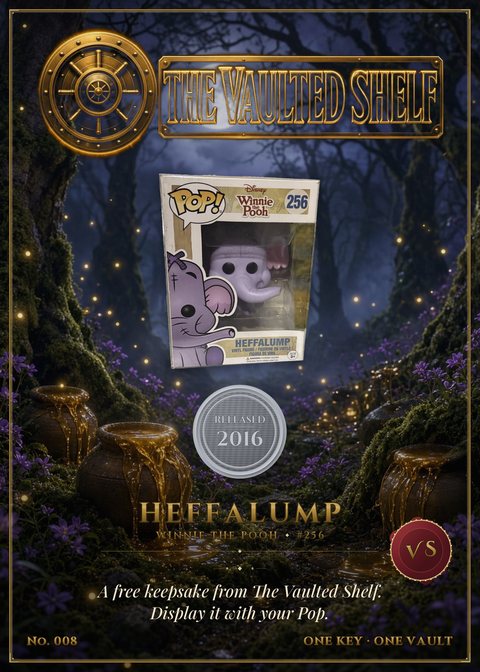 THE VAULTED SHELF
POP!
Disney
Winnie
the
Pooh
256
HEFFALUMP
RELEASED
2016
HEFFALUMP
WINNIE THE POOH • #256
VS
A free keepsake from The Vaulted Shelf.
Display it with your Pop.
No. 008
ONE KEY · ONE VAULT